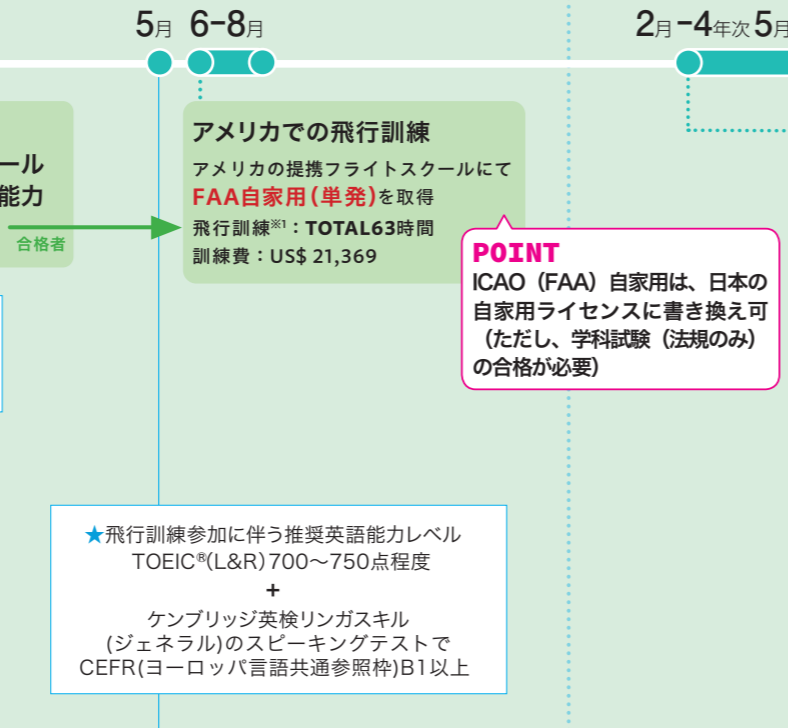 5月 6-8月
2月-4年次5月
ール
能力
合格者
アメリカでの飛行訓練
アメリカの提携フライトスクールにて
FAA自家用(単発)を取得
飛行訓練※1：TOTAL63時間
訓練費：US$ 21,369
POINT
ICAO（FAA）自家用は、日本の
自家用ライセンスに書き換え可
（ただし、学科試験（法規のみ）
の合格が必要）
★飛行訓練参加に伴う推奨英語能力レベル
TOEIC®(L&R)700～750点程度
+
ケンブリッジ英検リンガスキル
(ジェネラル)のスピーキングテストで
CEFR(ヨーロッパ言語共通参照枠)B1以上